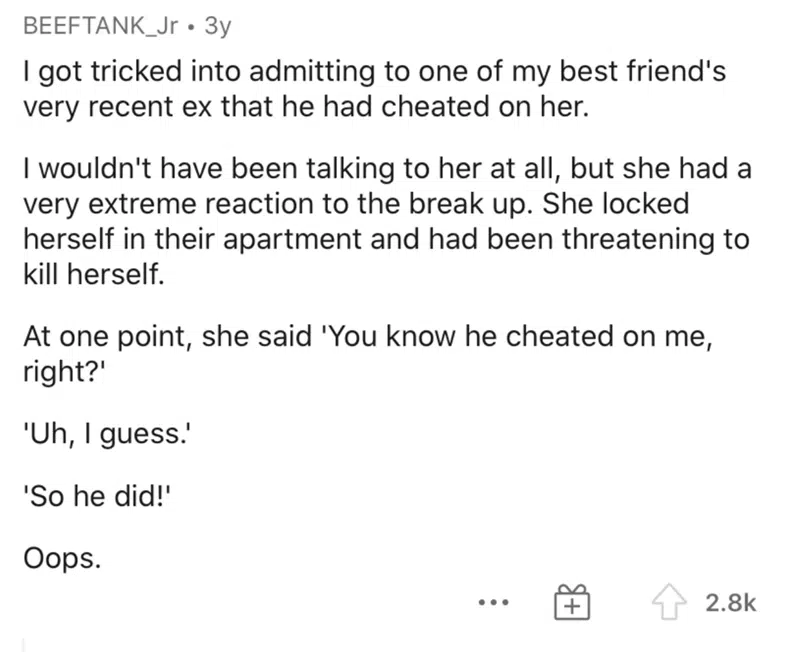 BEEFTANK_Jr • 3y
I got tricked into admitting to one of my best friend's
very recent ex that he had cheated on her.
I wouldn't have been talking to her at all, but she had a
very extreme reaction to the break up. She locked
herself in their apartment and had been threatening to
kill herself.
At one point, she said 'You know he cheated on me,
right?'
'Uh, I guess.'
'So he did!'
Oops.
2.8k